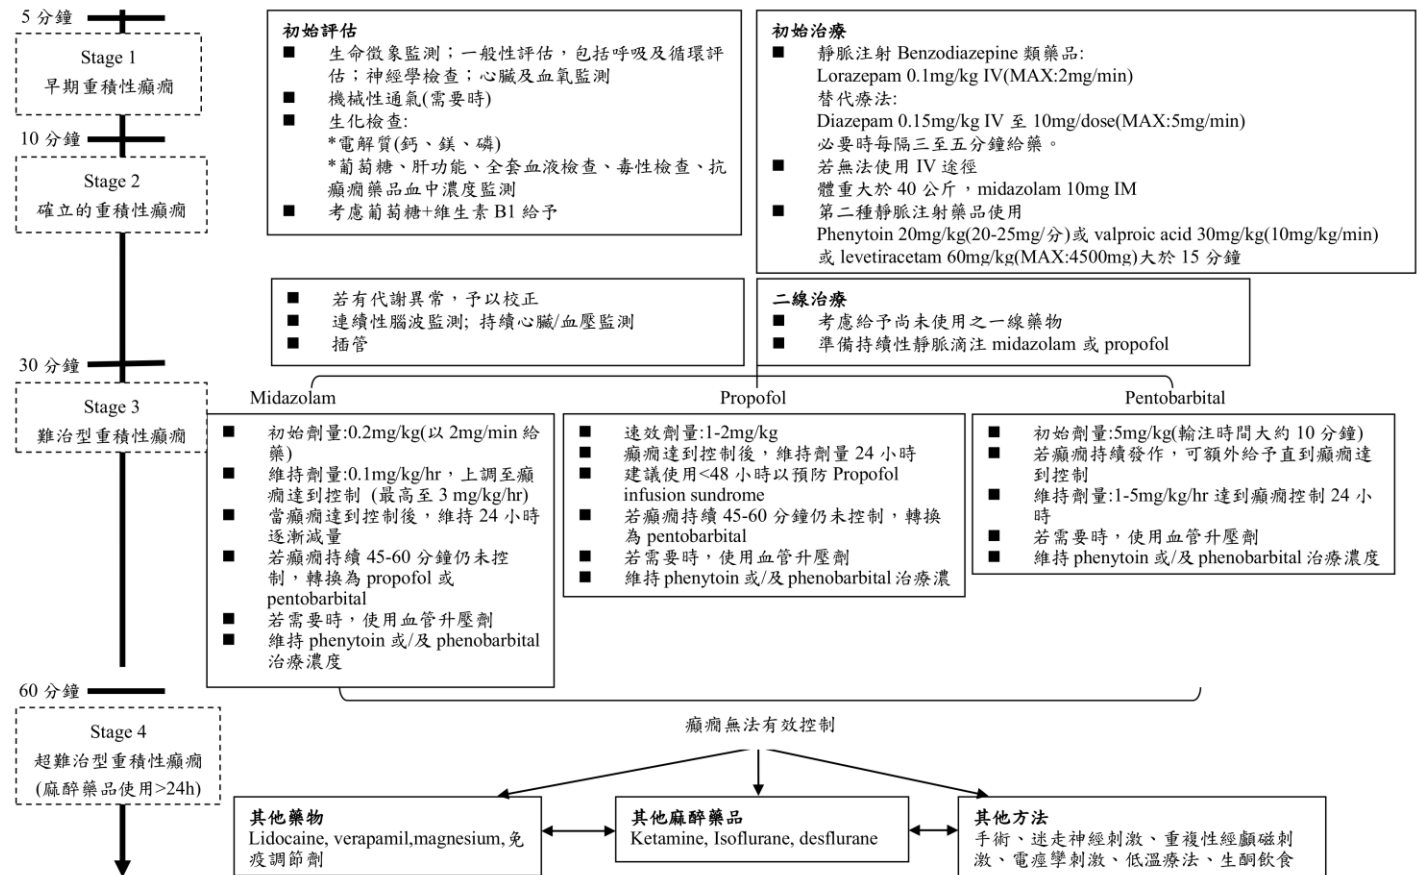 5 分鐘
Stage 1
早期重積性癲癇
10 分鐘
Stage 2
確立的重積性癲癇
30 分鐘
Stage 3
難治型重積性癲癇
60 分鐘
Stage 4
超難治型重積性癲癇
(麻醉藥品使用>24h)
初始評估
■ 生命徵象監測；一般性評估，包括呼吸及循環評
估；神經學檢查；心臟及血氧監測
■ 機械性通氣(需要時)
■ 生化檢查:
*電解質(鈣、鎂、磷)
*葡萄糖、肝功能、全套血液檢查、毒性檢查、抗
癲癇藥品血中濃度監測
■ 考慮葡萄糖+維生素 B1 給予
初始治療
■ 靜脈注射 Benzodiazepine 類藥品:
Lorazepam 0.1mg/kg IV(MAX:2mg/min)
替代療法:
Diazepam 0.15mg/kg IV 至 10mg/dose(MAX:5mg/min)
必要時每隔三至五分鐘給藥。
■ 若無法使用 IV 途徑
體重大於 40 公斤，midazolam 10mg IM
■ 第二種靜脈注射藥品使用
Phenytoin 20mg/kg(20-25mg/分)或 valproic acid 30mg/kg(10mg/kg/min)
或 levetiracetam 60mg/kg(MAX:4500mg)大於 15 分鐘
■ 若有代謝異常，予以校正
■ 連續性腦波監測; 持續心臟/血壓監測
■ 插管
二線治療
■ 考慮給予尚未使用之一線藥物
■ 準備持續性靜脈滴注 midazolam 或 propofol
Midazolam
■ 初始劑量:0.2mg/kg(以 2mg/min 給
藥)
■ 維持劑量:0.1mg/kg/hr，上調至癲
癇達到控制 (最高至 3 mg/kg/hr)
■ 當癲癇達到控制後，維持 24 小時
逐漸減量
■ 若癲癇持續 45-60 分鐘仍未控
制，轉換為 propofol 或
pentobarbital
■ 若需要時，使用血管升壓劑
■ 維持 phenytoin 或/及 phenobarbital
治療濃度
Propofol
■ 速效劑量:1-2mg/kg
■ 癲癇達到控制後，維持劑量 24 小時
■ 建議使用<48 小時以預防 Propofol
infusion sundrome
■ 若癲癇持續 45-60 分鐘仍未控制，轉換
為 pentobarbital
■ 若需要時，使用血管升壓劑
■ 維持 phenytoin 或/及 phenobarbital 治療濃
Pentobarbital
■ 初始劑量:5mg/kg(輸注時間大約 10 分鐘)
■ 若癲癇持續發作，可額外給予直到癲癇達
到控制
■ 維持劑量:1-5mg/kg/hr 達到癲癇控制 24 小
時
■ 若需要時，使用血管升壓劑
■ 維持 phenytoin 或/及 phenobarbital 治療濃度
癲癇無法有效控制
其他藥物
Lidocaine, verapamil,magnesium,免
疫調節劑
其他麻醉藥品
Ketamine, Isoflurane, desflurane
其他方法
手術、迷走神經刺激、重複性經顱磁刺
激、電痙攣刺激、低溫療法、生酮飲食